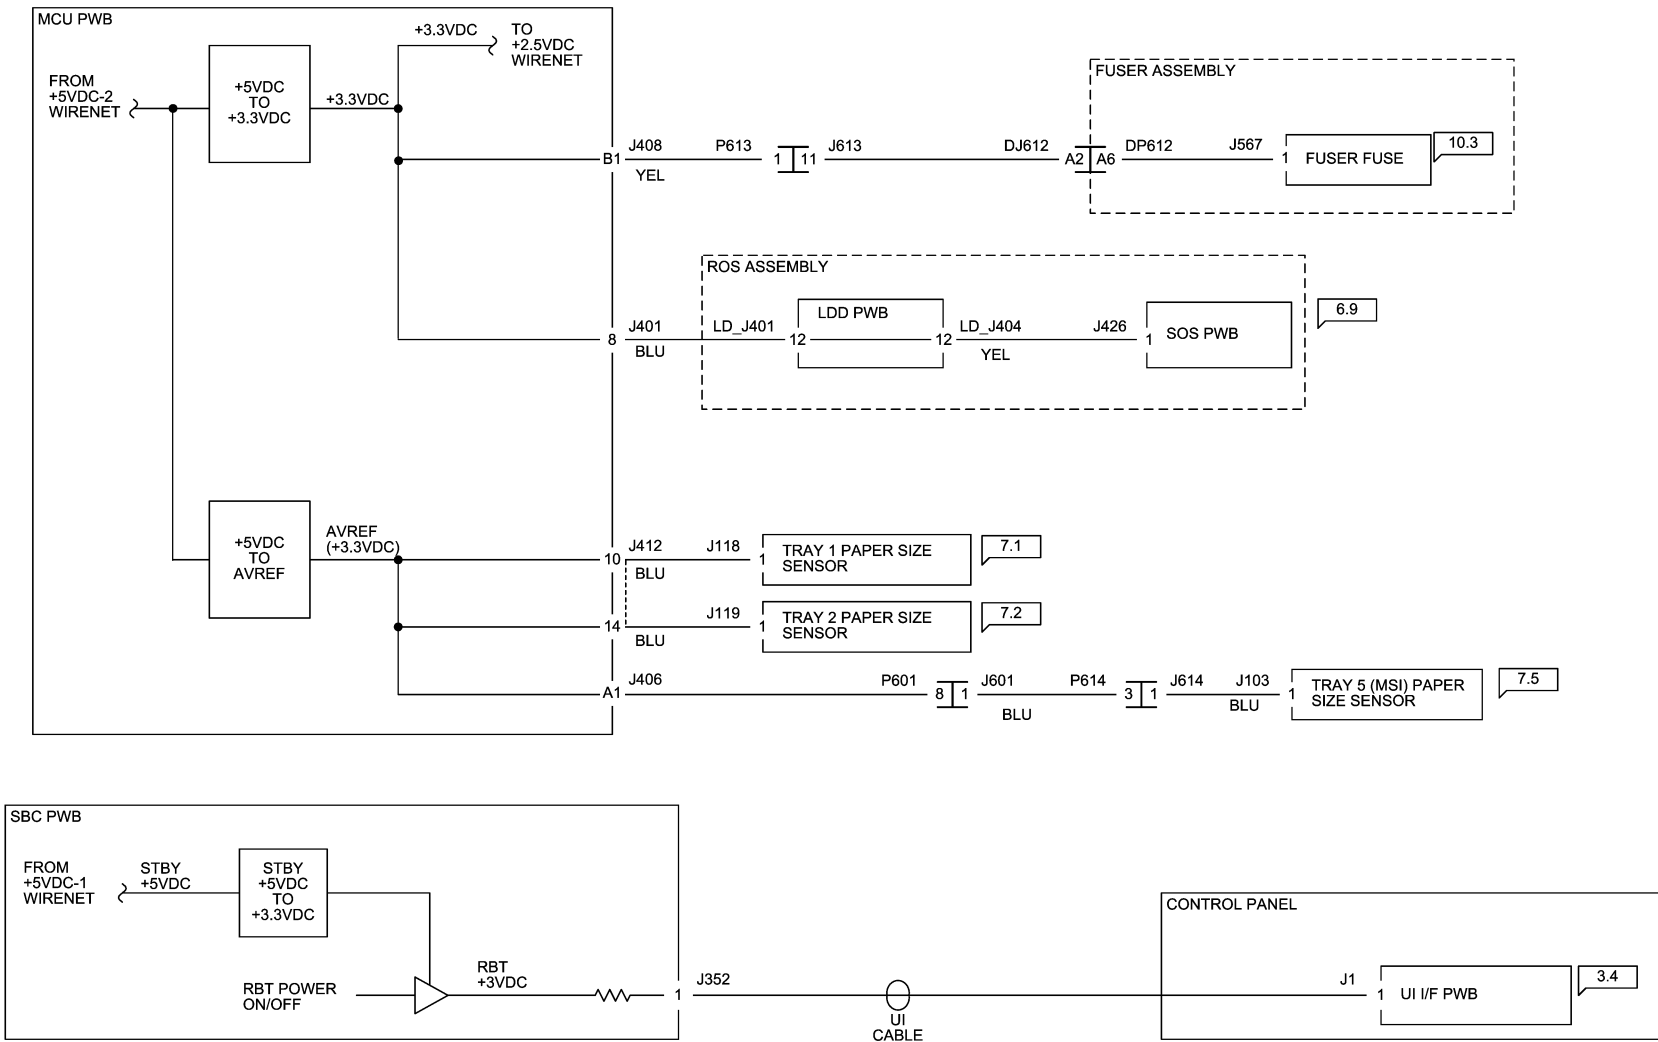 MCU PWB
+3.3VDC
TO
+2.5VDC
WIRENET
FROM
+5VDC-2
WIRENET
+5VDC
TO
+3.3VDC
+3.3VDC
FUSER ASSEMBLY
B1
J408
YEL
P613
1
11
J613
DJ612
A2
A6
DP612
J567
1
FUSER FUSE
10.3
ROS ASSEMBLY
8
J401
BLU
LD_J401
12
LDD PWB
12
LD_J404
YEL
J426
1
SOS PWB
6.9
+5VDC
TO
AVREF
AVREF
(+3.3VDC)
10
J412
BLU
J118
1
TRAY 1 PAPER SIZE
SENSOR
7.1
14
BLU
J119
1
TRAY 2 PAPER SIZE
SENSOR
7.2
A1
J406
P601
8
1
J601
BLU
P614
3
1
J614
J103
BLU
1
TRAY 5 (MSI) PAPER
SIZE SENSOR
7.5
SBC PWB
FROM
+5VDC-1
WIRENET
STBY
+5VDC
STBY
+5VDC
TO
+3.3VDC
RBT POWER
ON/OFF
RBT
+3VDC
1
J352
UI
CABLE
CONTROL PANEL
J1
1
UI I/F PWB
3.4